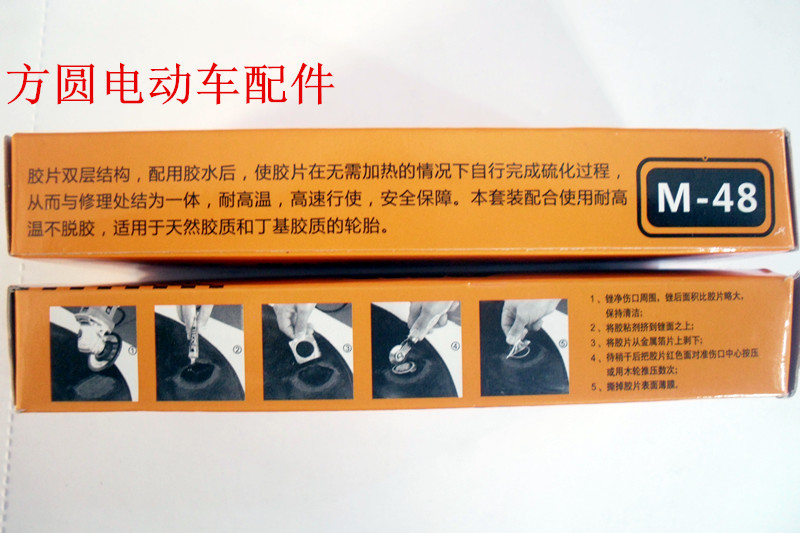 方圆电动车配件
胶片双层结构，配用胶水后，使胶片在无需加热的情况下自行完成硫化过程，
从而与修理处结为一体，耐高温，高速行使，安全保障。本套装配合使用耐高
温不脱胶，适用于天然胶质和丁基胶质的轮胎。
M-48
① ② ③ ④ ⑤
1、锉净伤口周围，锉后面积比胶片略大，
保持清洁；
2、将胶粘剂挤到锉面之上；
3、将胶片从金属箔片上剥下；
4、待稍干后把胶片红色面对准伤口中心按压
或用木轮推压数次；
5、撕掉胶片表面薄膜。